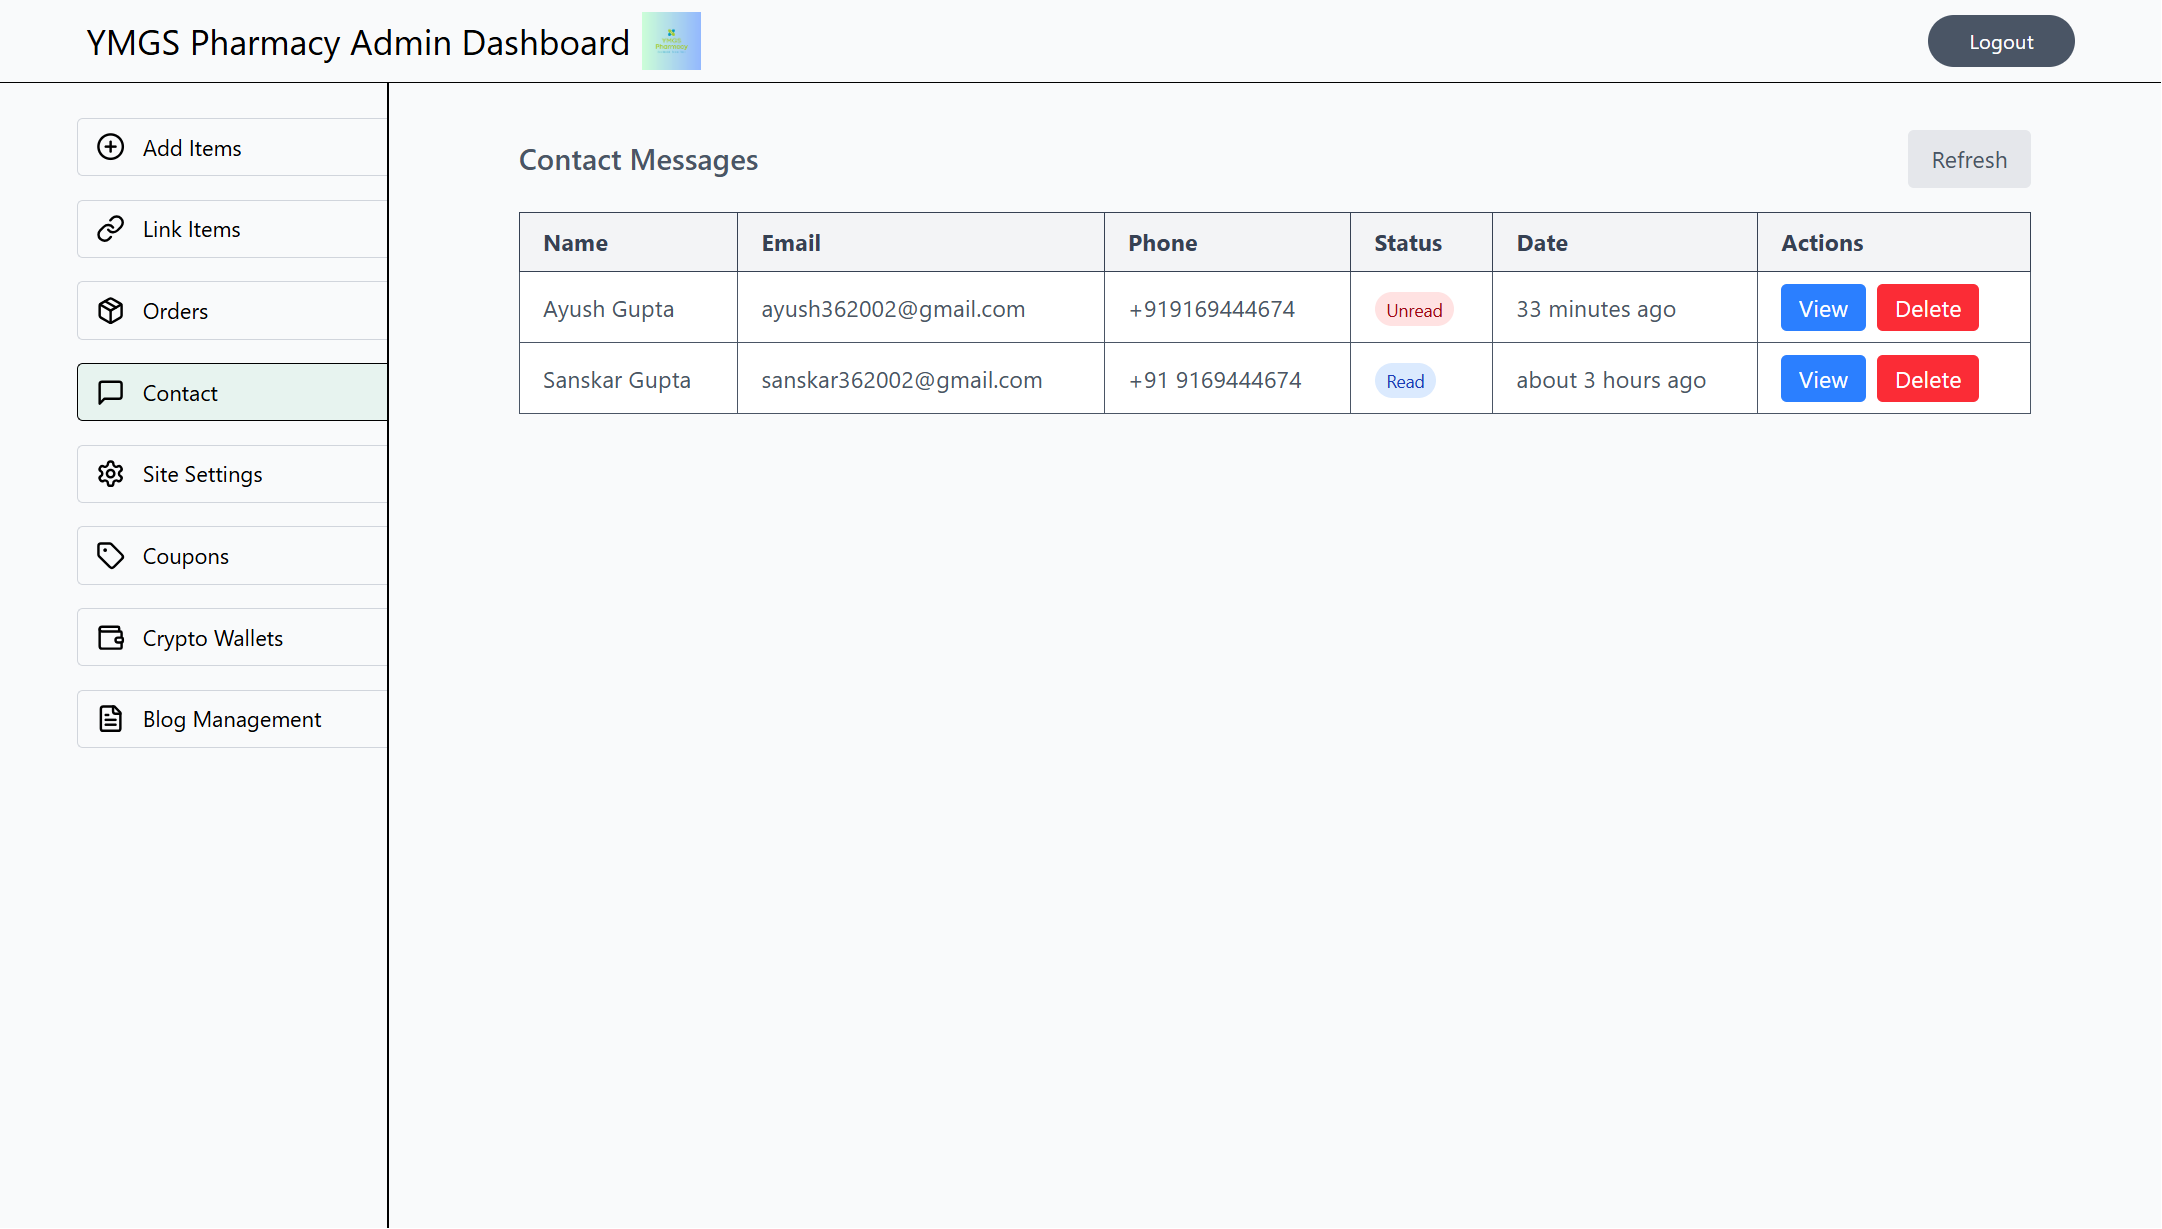 YMGS Pharmacy Admin Dashboard
YMGS
Pharmacy
Logout
Add Items
Link Items
Orders
Contact
Site Settings
Coupons
Crypto Wallets
Blog Management
Contact Messages
Refresh
Name Email Phone Status Date Actions
Ayush Gupta ayush362002@gmail.com +919169444674 Unread 33 minutes ago View Delete
Sanskar Gupta sanskar362002@gmail.com +91 9169444674 Read about 3 hours ago View Delete